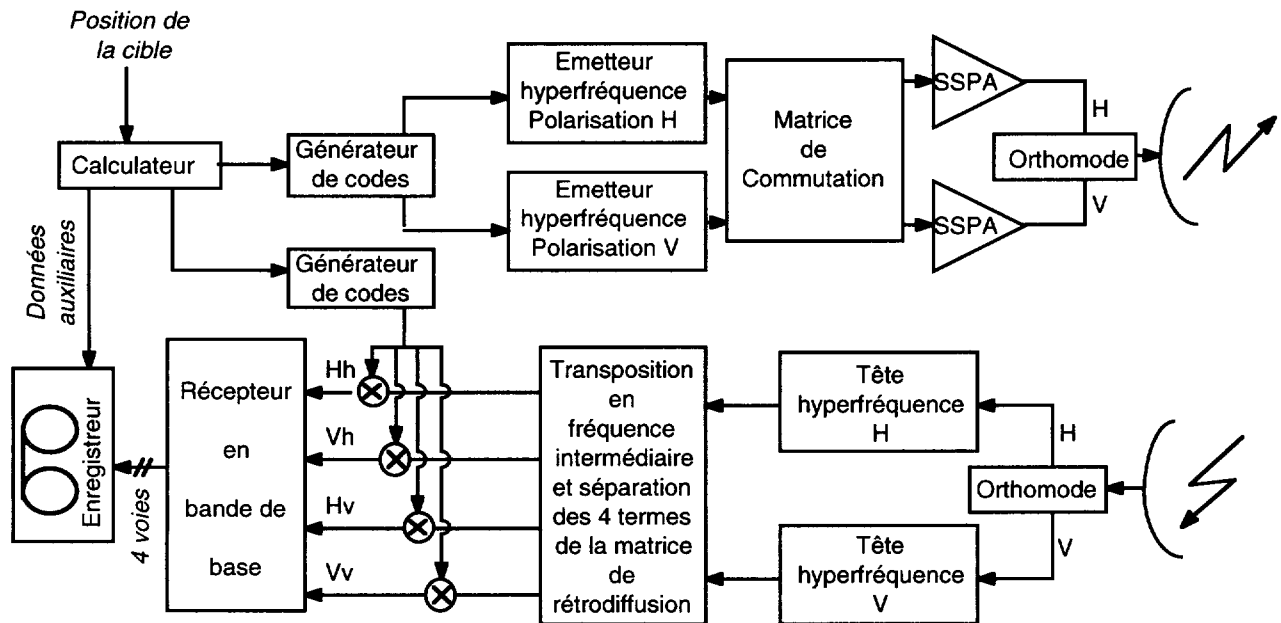 Position de
la cible
Calculateur
Générateur
de codes
Emetteur
hyperfréquence
Polarisation H
Emetteur
hyperfréquence
Polarisation V
Matrice
de
Commutation
SSPA
SSPA
H
Orthomode
V
Données
auxiliaires
Générateur
de codes
Enregistreur
4 voies
Récepteur
en
bande de
base
Hh
Vh
Hv
Vv
Transposition
en
fréquence
intermédiaire
et séparation
des 4 termes
de la matrice
de
rétrodiffusion
Tête
hyperfréquence
H
Tête
hyperfréquence
V
H
Orthomode
V